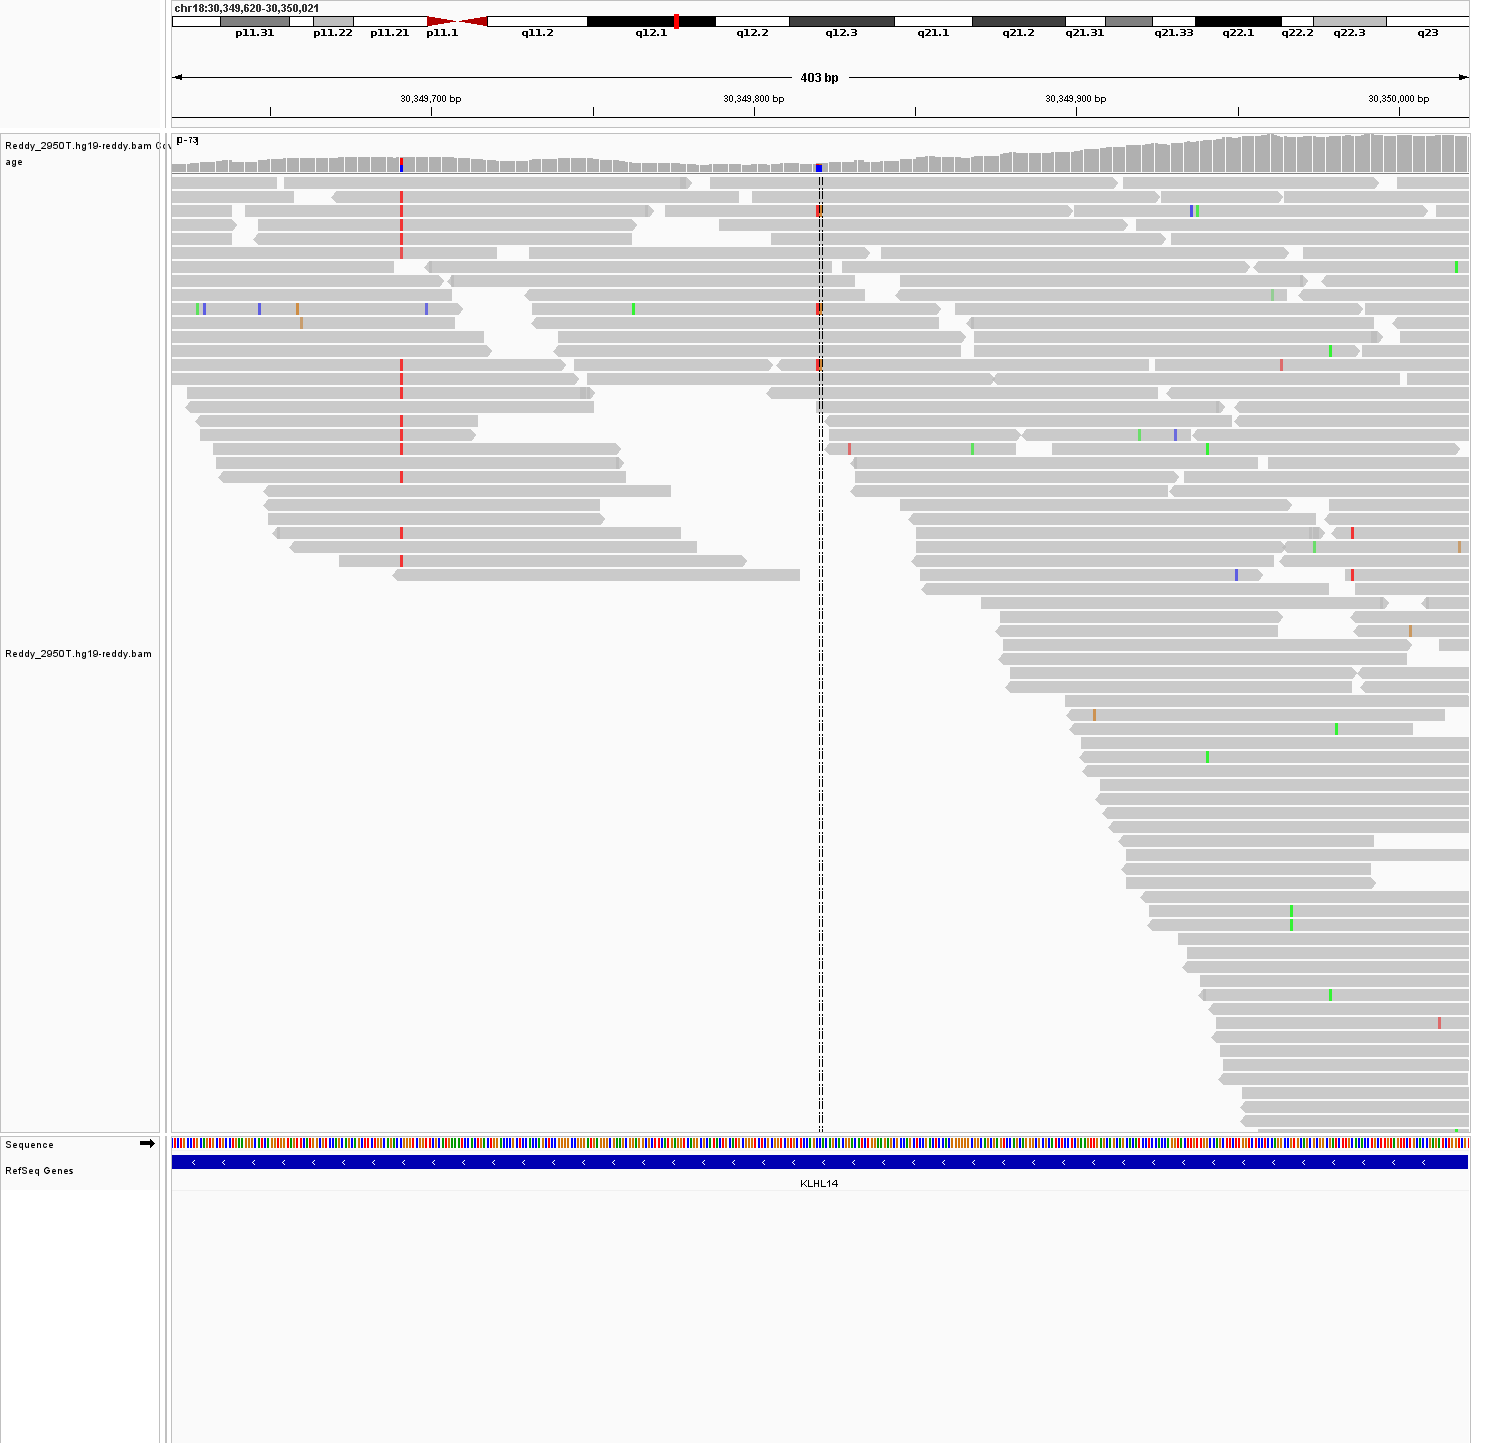 chr18:30,349,620-30,350,021
p11.31 p11.22 p11.21 p11.1 q11.2 q12.1 q12.2 q12.3 q21.1 q21.2 q21.31 q21.33 q22.1 q22.2 q22.3 q23
403 bp
30,349,700 bp 30,349,800 bp 30,349,900 bp 30,350,000 bp
[0-73]
Reddy_2950T.hg19-reddy.bam Cov
age
Reddy_2950T.hg19-reddy.bam
Sequence
RefSeq Genes
KLHL14